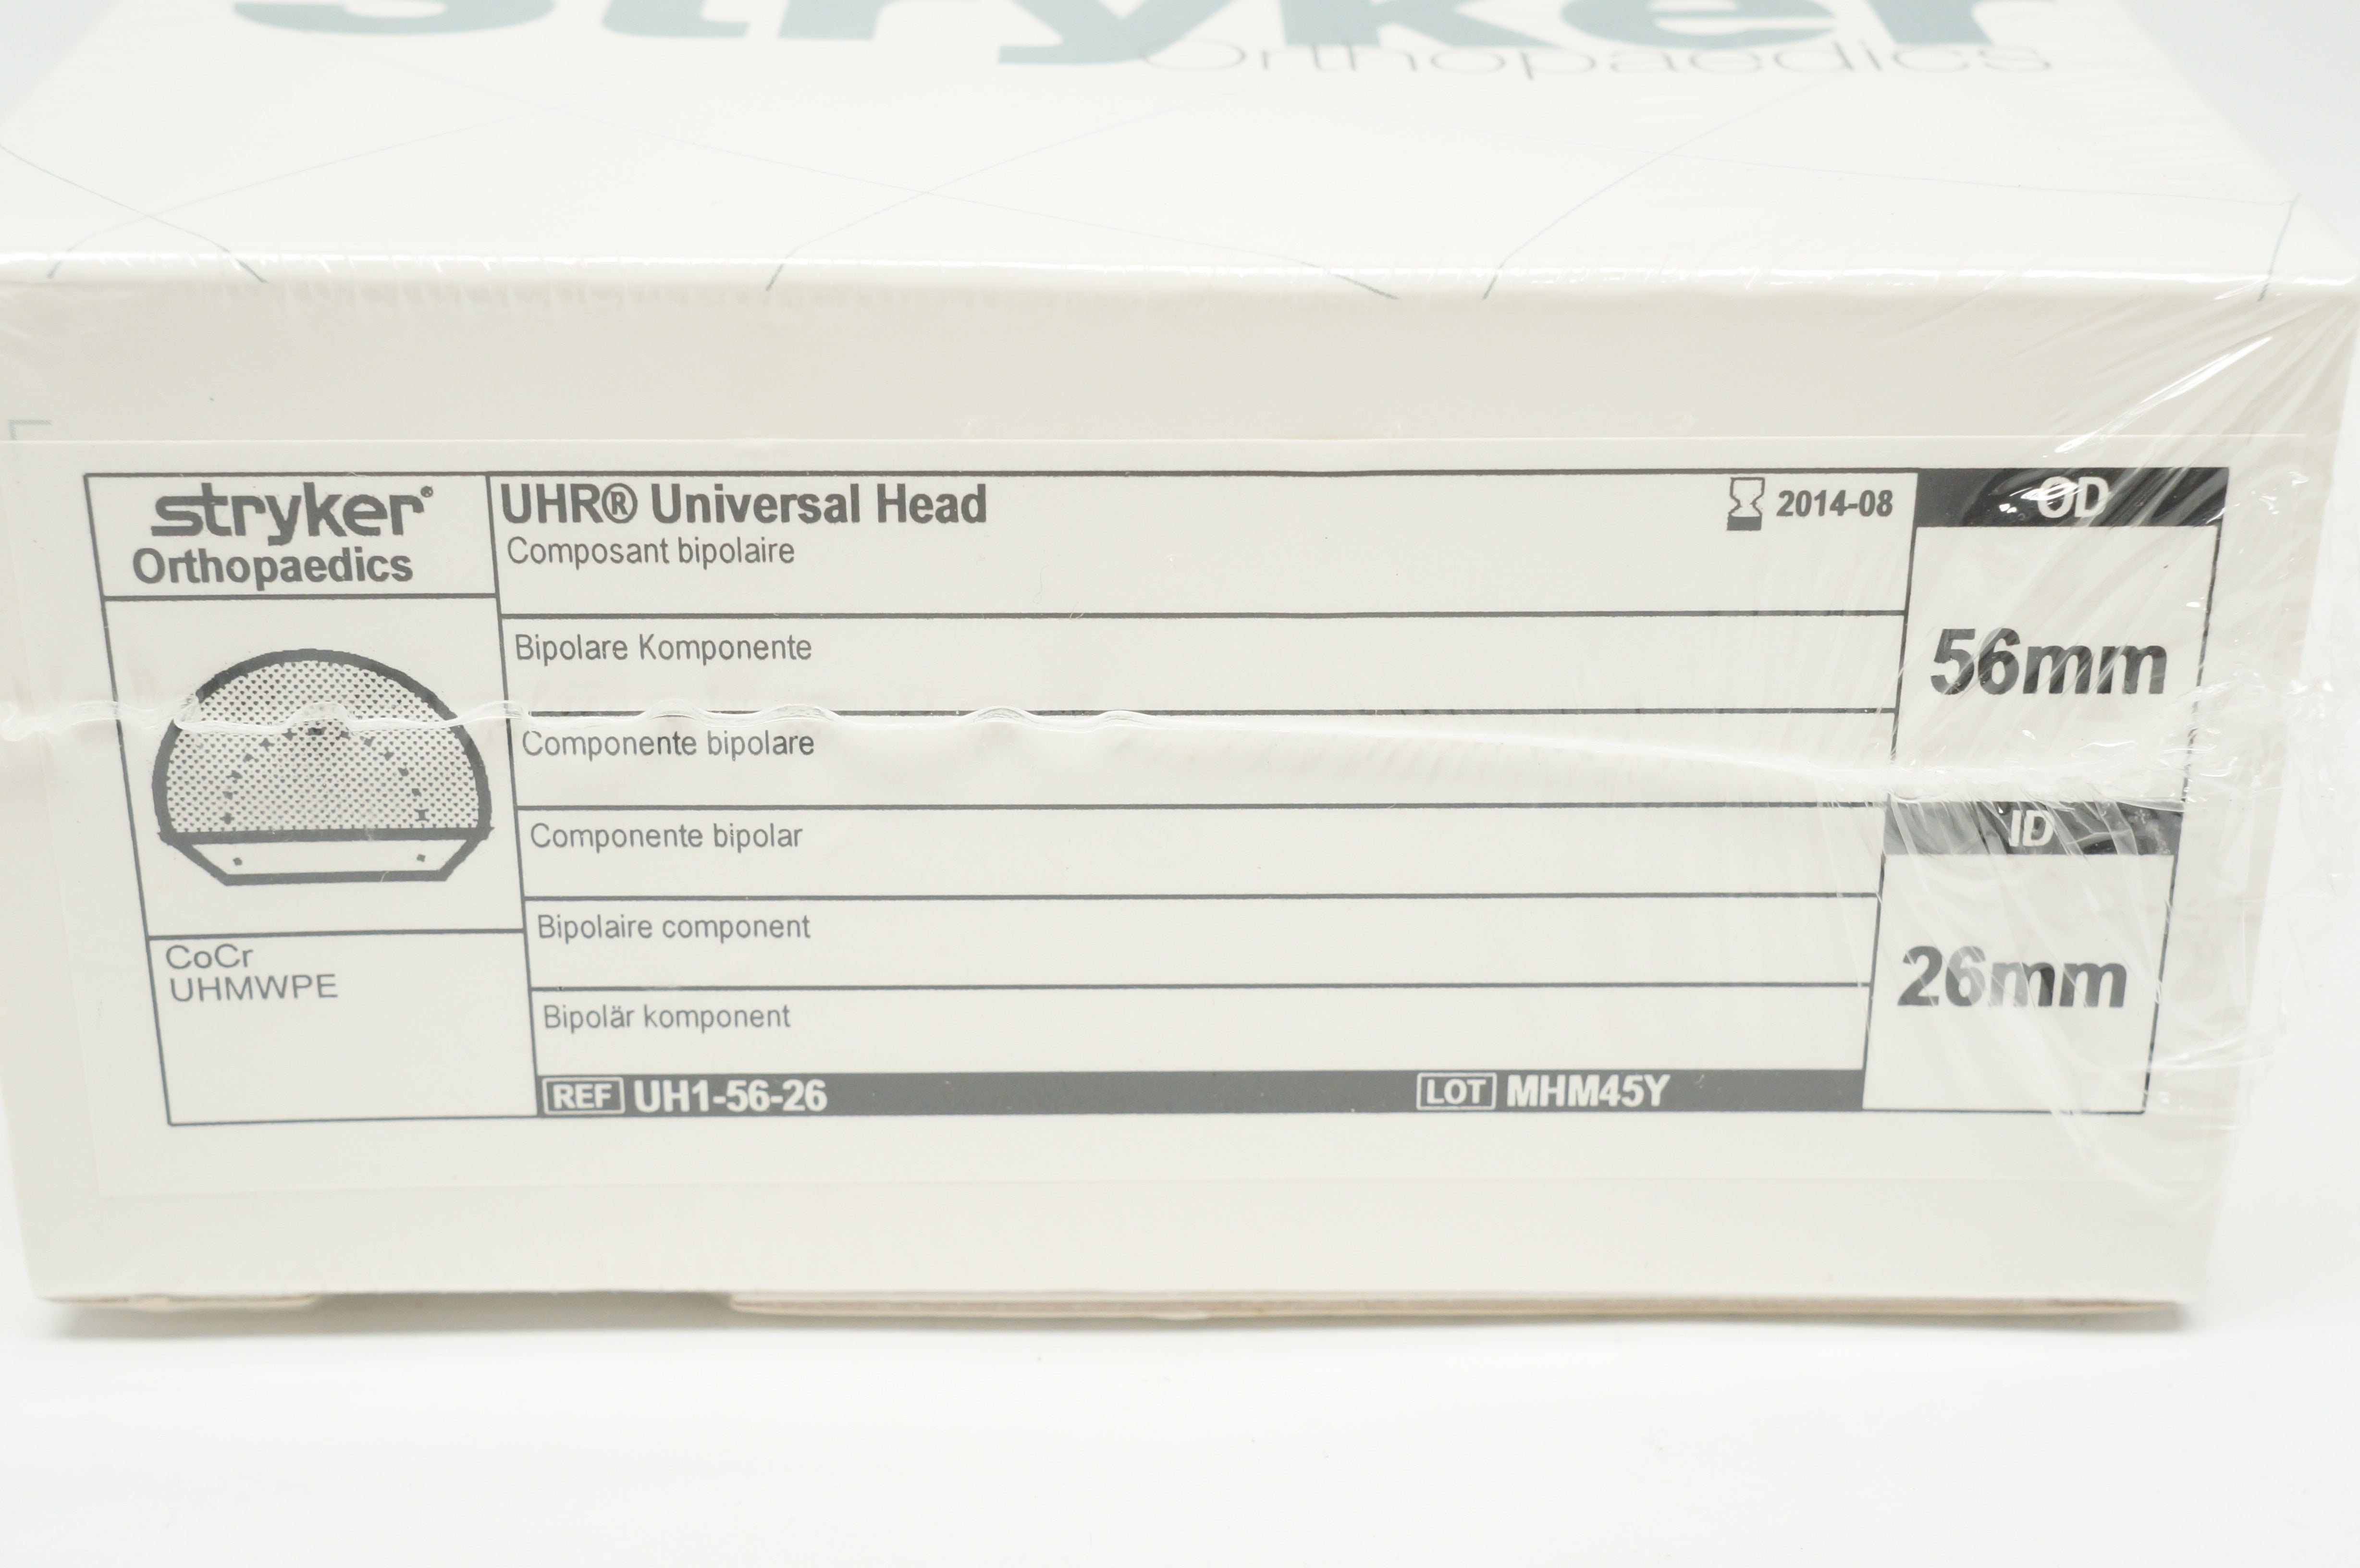 stryker
Orthopaedics
stryker®
Orthopaedics
UHR® Universal Head
2014-08
Composant bipolaire
Bipolare Komponente
Componente bipolare
Componente bipolar
Bipolaire component
Bipolär komponent
OD
56mm
ID
26mm
CoCr
UHMWPE
REF UH1-56-26
LOT MHM45Y